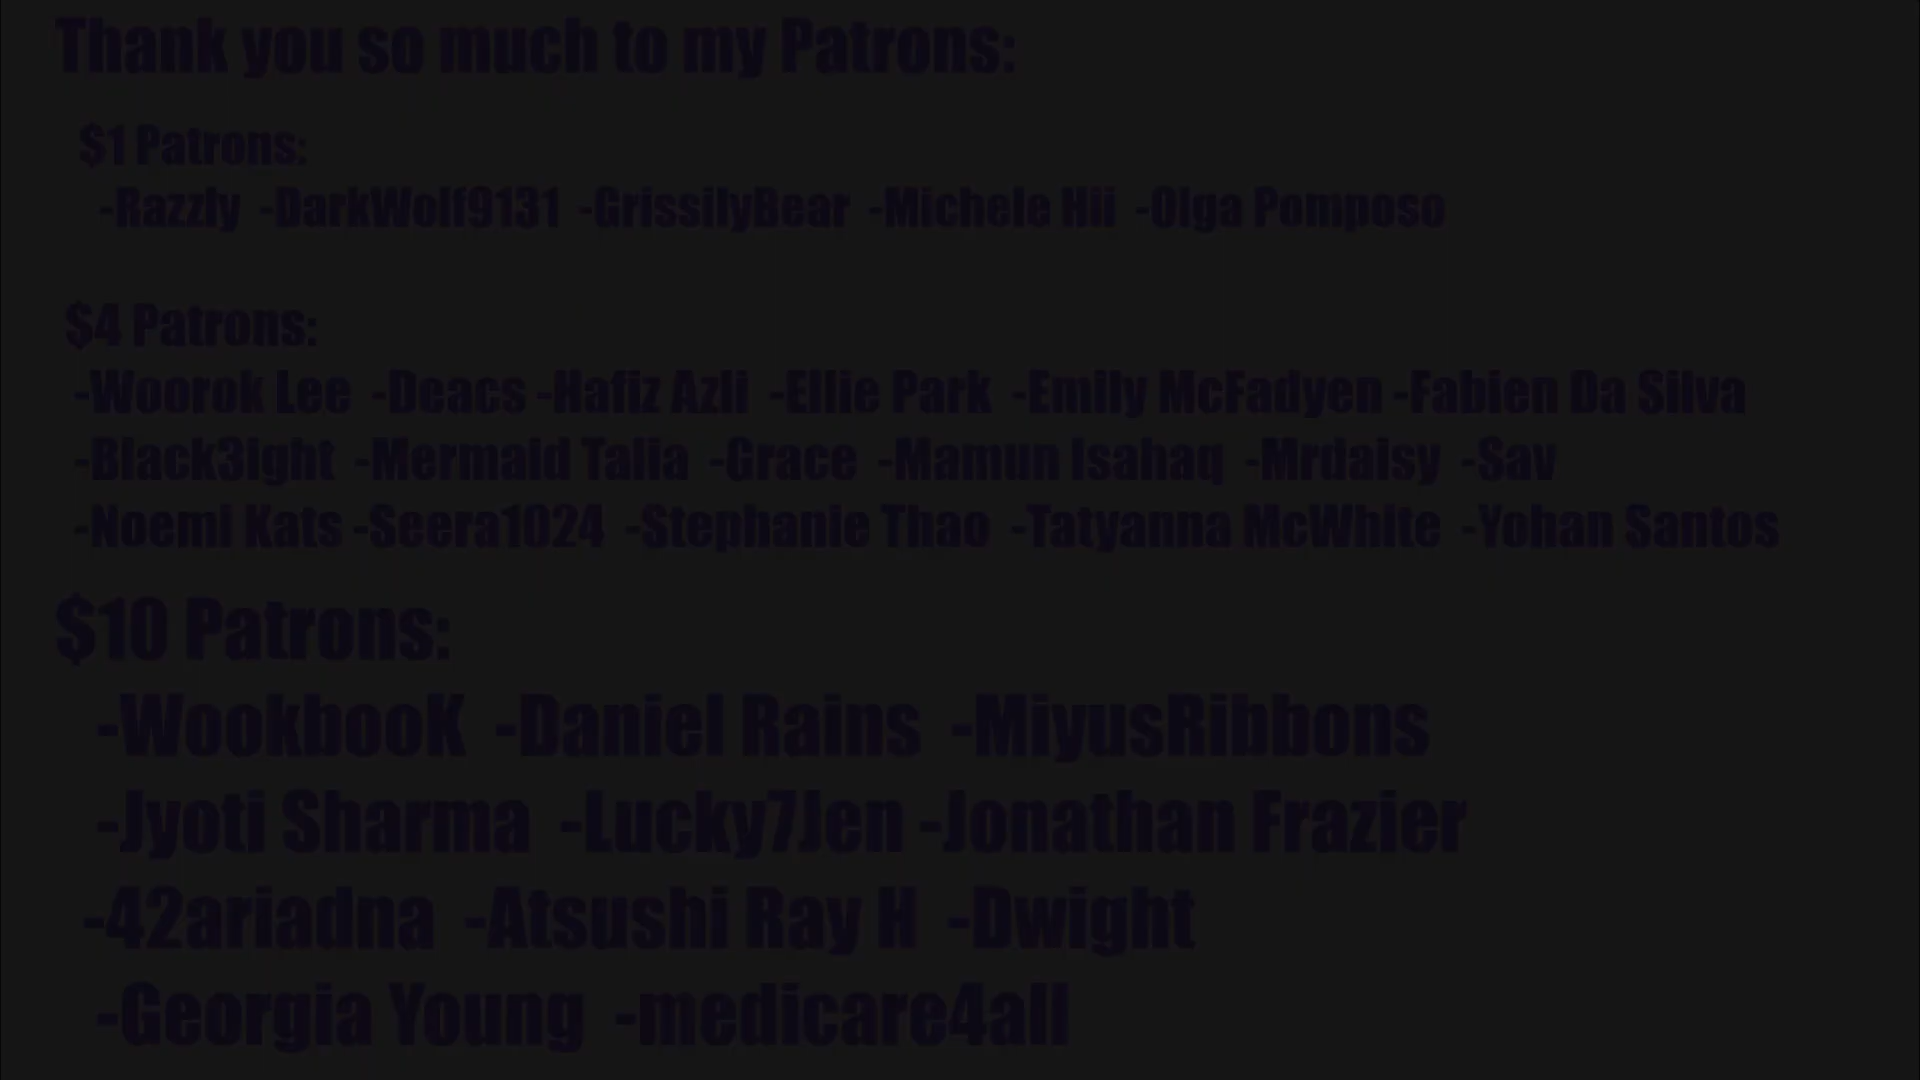 Thank you so much to my Patrons:
$1 Patrons:
-Razzly -DarkWolf9131 -GrissilyBear -Michele Hii -Olga Pomposo
$4 Patrons:
-Woorok Lee -Deacs -Hafiz Azli -Ellie Park -Emily McFadyen -Fabien Da Silva
-Black3ight -Mermaid Talia -Grace -Mamun Isahaq -Mrdaisy -Sav
-Noemi Kats -Seera1024 -Stephanie Thao -Tatyanna McWhite -Yohan Santos
$10 Patrons:
-WookbooK -Daniel Rains -MiyusRibbons
-Jyoti Sharma -Lucky7Jen -Jonathan Frazier
-42ariadna -Atsushi Ray H -Dwight
-Georgia Young -medicare4all